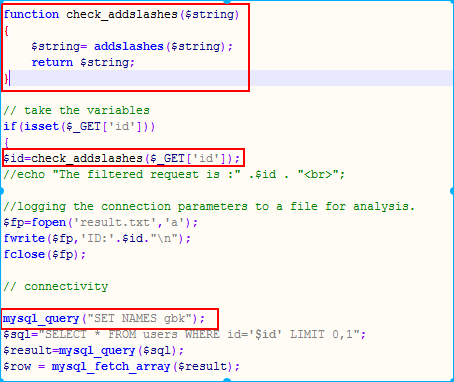 function check_addslashes($string)
{
    $string= addslashes($string);
    return $string;
}
// take the variables
if(isset($_GET['id']))
{
$id=check_addslashes($_GET['id']);
//echo "The filtered request is :" .$id . "<br>";
//logging the connection parameters to a file for analysis.
$fp=fopen('result.txt','a');
fwrite($fp,'ID:'.$id."\n");
fclose($fp);
// connectivity
mysql_query("SET NAMES gbk");
$sql="SELECT * FROM users WHERE id='$id' LIMIT 0,1";
$result=mysql_query($sql);
$row = mysql_fetch_array($result);